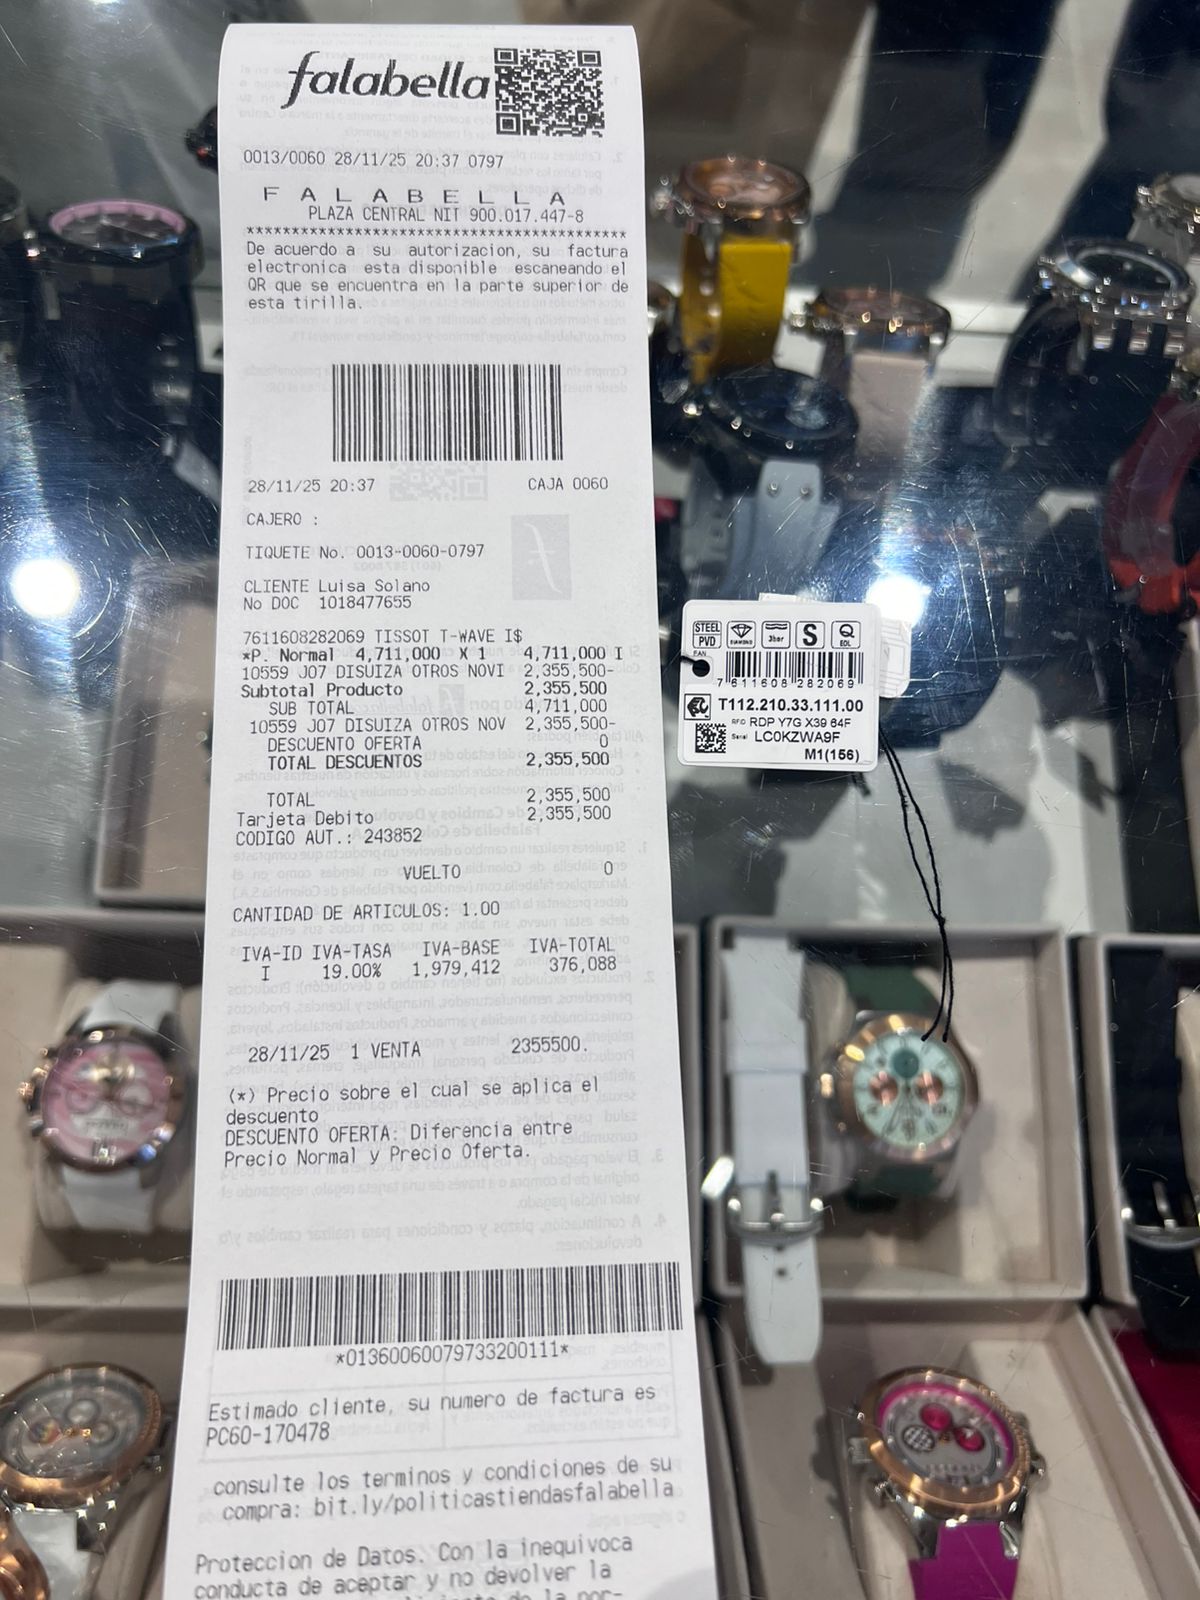 falabella
0013/0060 28/11/25 20:37 0797
F A L A B E L L A
PLAZA CENTRAL NIT 900.017.447-8
******************************************
De acuerdo a su autorizacion, su factura
electronica esta disponible escaneando el
QR que se encuentra en la parte superior de
esta tirilla.
28/11/25 20:37 CAJA 0060
CAJERO :
TIQUETE No. 0013-0060-0797
CLIENTE Luisa Solano
No DOC 1018477655
7611608282069 TISSOT T-WAVE I$
*P. Normal 4,711,000 X 1 4,711,000 I
10559 J07 DISUIZA OTROS NOVI 2,355,500-
Subtotal Producto 2,355,500
SUB TOTAL 4,711,000
10559 J07 DISUIZA OTROS NOV 2,355,500-
DESCUENTO OFERTA 0
TOTAL DESCUENTOS 2,355,500
TOTAL 2,355,500
Tarjeta Debito 2,355,500
CODIGO AUT.: 243852
VUELTO 0
CANTIDAD DE ARTICULOS: 1.00
IVA-ID IVA-TASA IVA-BASE IVA-TOTAL
I 19.00% 1,979,412 376,088
28/11/25 1 VENTA 2355500.
(*) Precio sobre el cual se aplica el
descuento
DESCUENTO OFERTA: Diferencia entre
Precio Normal y Precio Oferta.
*01360060079733200111*
Estimado cliente, su numero de factura es
PC60-170478
consulte los terminos y condiciones de su
compra: bit.ly/politicastiendasfalabella
Proteccion de Datos. Con la inequivoca
conducta de aceptar y no devolver la
STEEL
PVD
DIAMOND
3har
S
Q
EOL
EAN
7 611608 282069
T112.210.33.111.00
RFID RDP Y7G X39 64F
Serial LC0KZWA9F
M1(156)